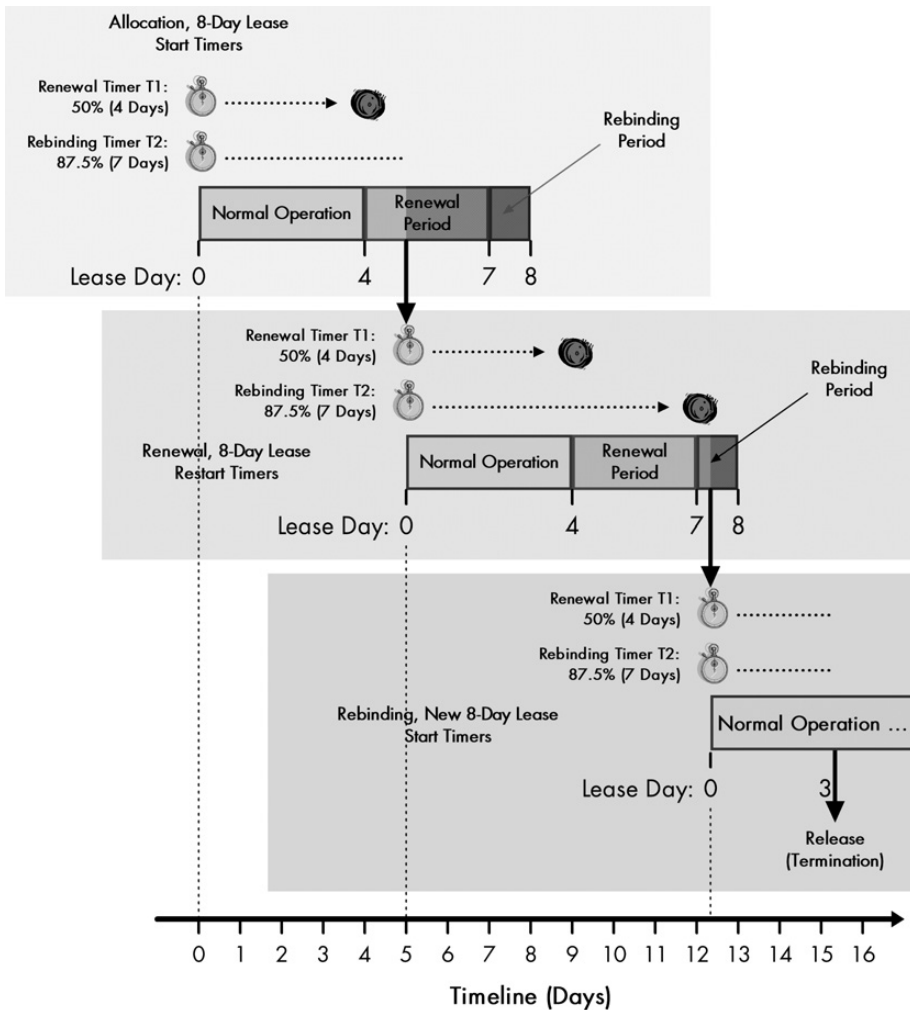 Allocation, 8-Day Lease
Start Timers
Renewal Timer T1:
50% (4 Days)
Rebinding Timer T2:
87.5% (7 Days)
Rebinding
Period
Normal Operation
Renewal
Period
Lease Day: 0 4 7 8
Renewal Timer T1:
50% (4 Days)
Rebinding Timer T2:
87.5% (7 Days)
Rebinding
Period
Renewal, 8-Day Lease
Restart Timers
Normal Operation
Renewal
Period
Lease Day: 0 4 7 8
Renewal Timer T1:
50% (4 Days)
Rebinding Timer T2:
87.5% (7 Days)
Rebinding, New 8-Day Lease
Start Timers
Normal Operation ...
Lease Day: 0 3
Release
(Termination)
0 1 2 3 4 5 6 7 8 9 10 11 12 13 14 15 16
Timeline (Days)